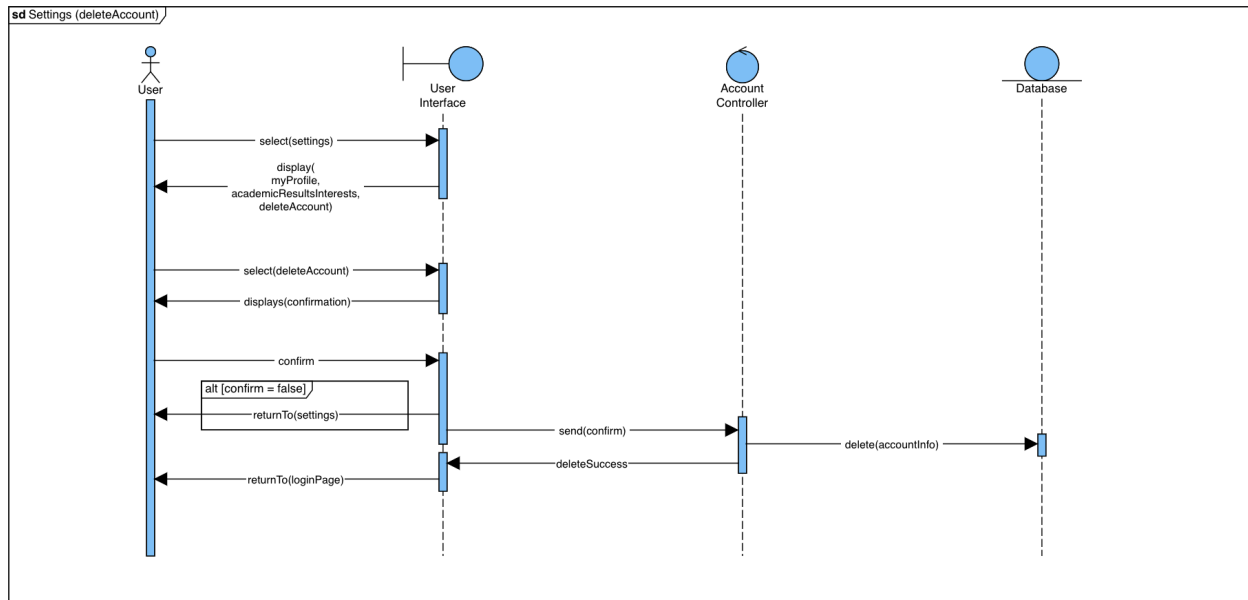 sd Settings (deleteAccount)
User
User
Interface
Account
Controller
Database
select(settings)
display(
myProfile,
academicResultsInterests,
deleteAccount)
select(deleteAccount)
displays(confirmation)
confirm
alt [confirm = false]
returnTo(settings)
send(confirm)
delete(accountInfo)
deleteSuccess
returnTo(loginPage)